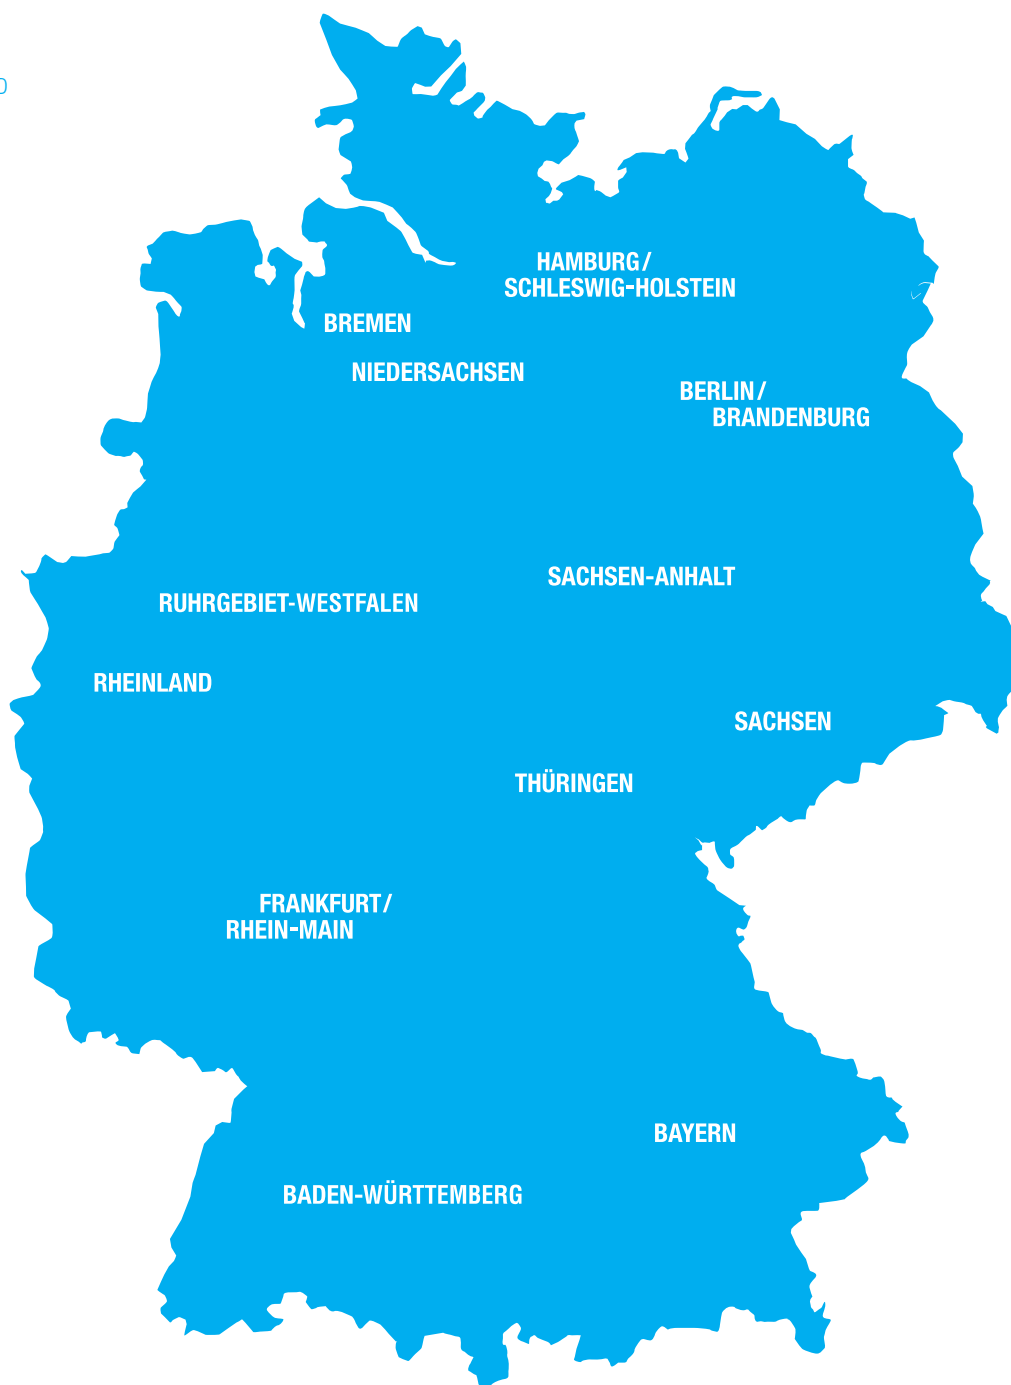 0
HAMBURG/
SCHLESWIG-HOLSTEIN
BREMEN
NIEDERSACHSEN
BERLIN/
BRANDENBURG
SACHSEN-ANHALT
RUHRGEBIET-WESTFALEN
RHEINLAND
SACHSEN
THÜRINGEN
FRANKFURT/
RHEIN-MAIN
BAYERN
BADEN-WÜRTTEMBERG